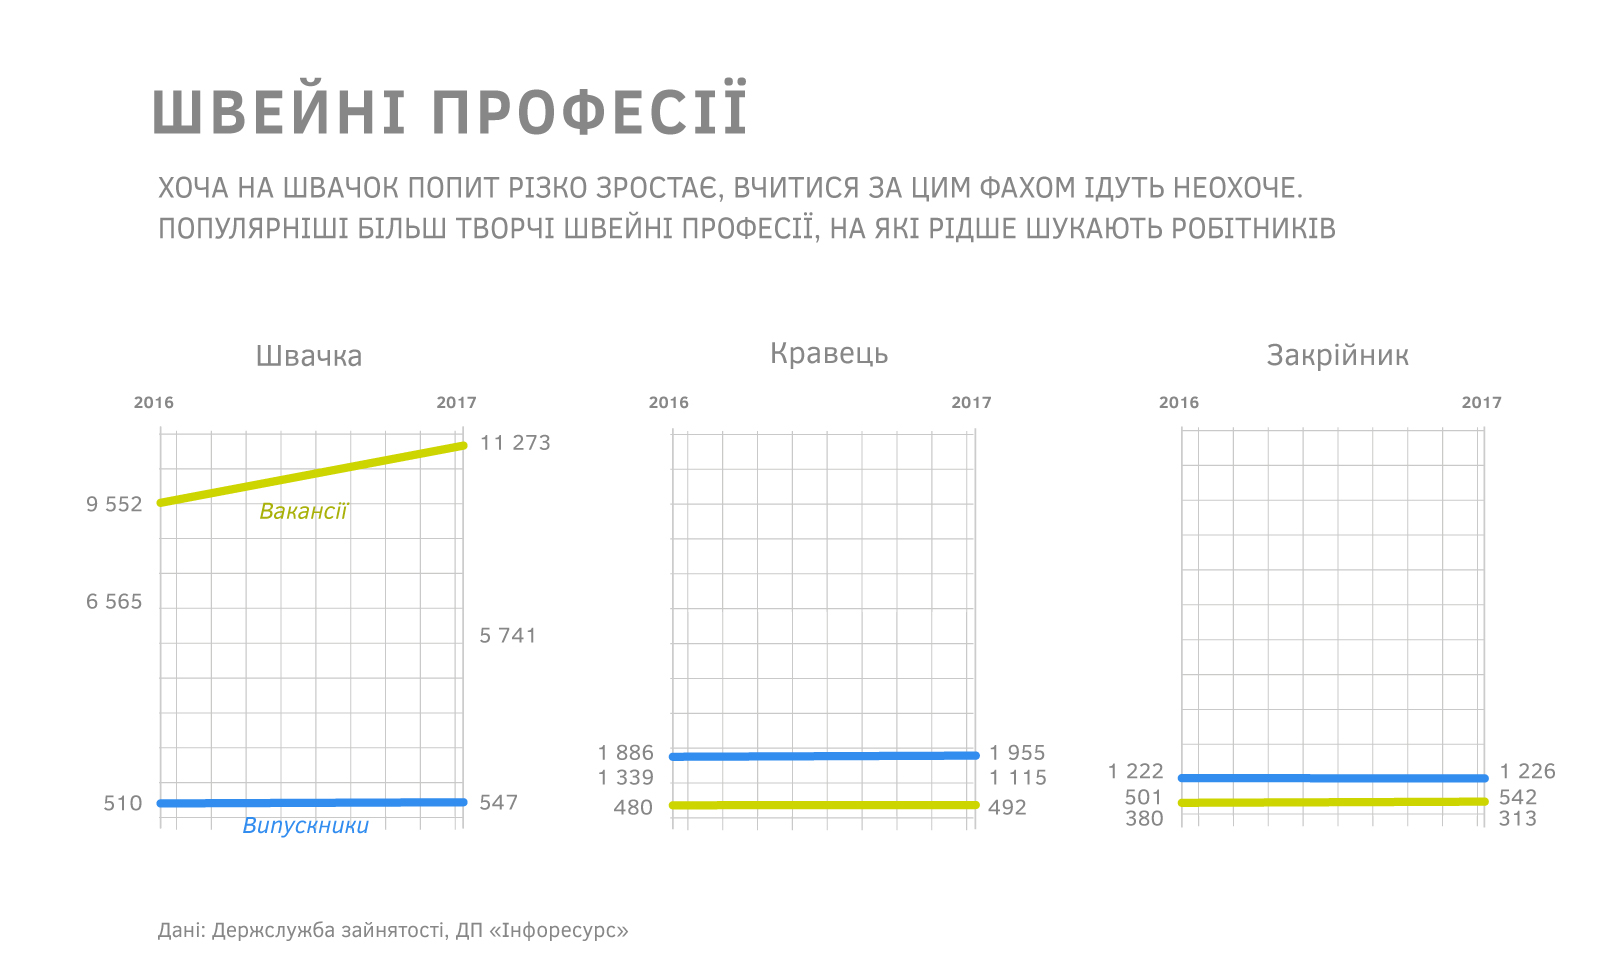 ШВЕЙНІ ПРОФЕСІЇ
ХОЧА НА ШВАЧОК ПОПИТ РІЗКО ЗРОСТАЄ, ВЧИТИСЯ ЗА ЦИМ ФАХОМ ІДУТЬ НЕОХОЧЕ.
ПОПУЛЯРНІШІ БІЛЬШ ТВОРЧІ ШВЕЙНІ ПРОФЕСІЇ, НА ЯКІ РІДШЕ ШУКАЮТЬ РОБІТНИКІВ
Швачка
2016 2017
11 273
9 552
Вакансії
6 565
5 741
510
547
Випускники
Кравець
2016 2017
1 886 1 955
1 339 1 115
480 492
Закрійник
2016 2017
1 222 1 226
501 542
380 313
Дані: Держслужба зайнятості, ДП «Інфоресурс»